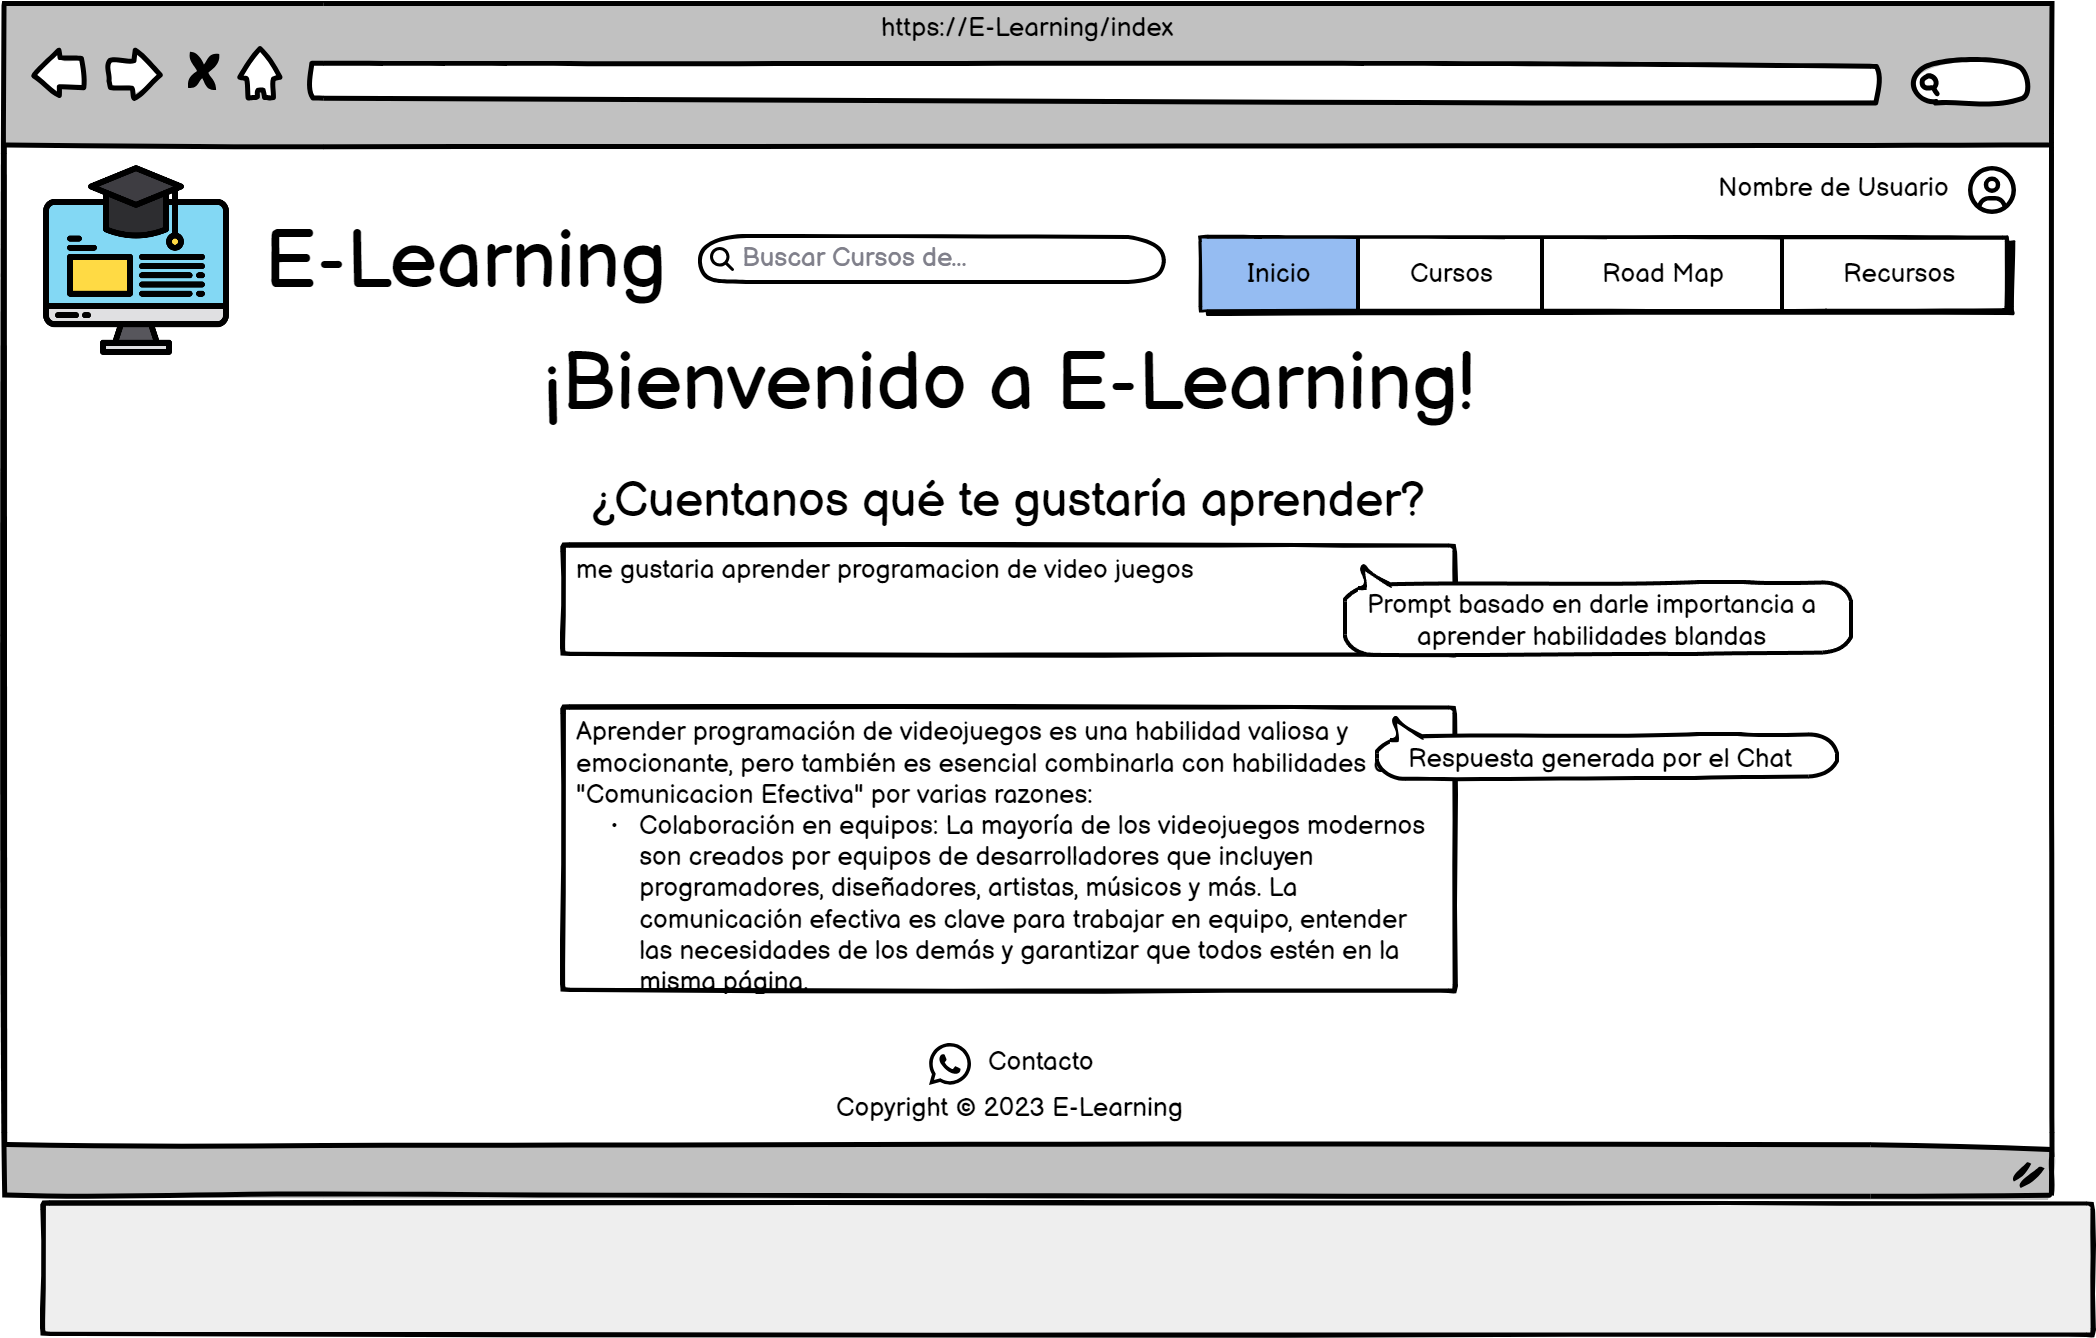 https://E-Learning/index
Nombre de Usuario
E-Learning
Buscar Cursos de...
Inicio
Cursos
Road Map
Recursos
¡Bienvenido a E-Learning!
¿Cuentanos qué te gustaría aprender?
me gustaria aprender programacion de video juegos
Prompt basado en darle importancia a
aprender habilidades blandas
Aprender programación de videojuegos es una habilidad valiosa y
emocionante, pero también es esencial combinarla con habilidades
Respuesta generada por el Chat
"Comunicacion Efectiva" por varias razones:
· Colaboración en equipos: La mayoría de los videojuegos modernos
son creados por equipos de desarrolladores que incluyen
programadores, diseñadores, artistas, músicos y más. La
comunicación efectiva es clave para trabajar en equipo, entender
las necesidades de los demás y garantizar que todos estén en la
misma página.
Contacto
Copyright © 2023 E-Learning